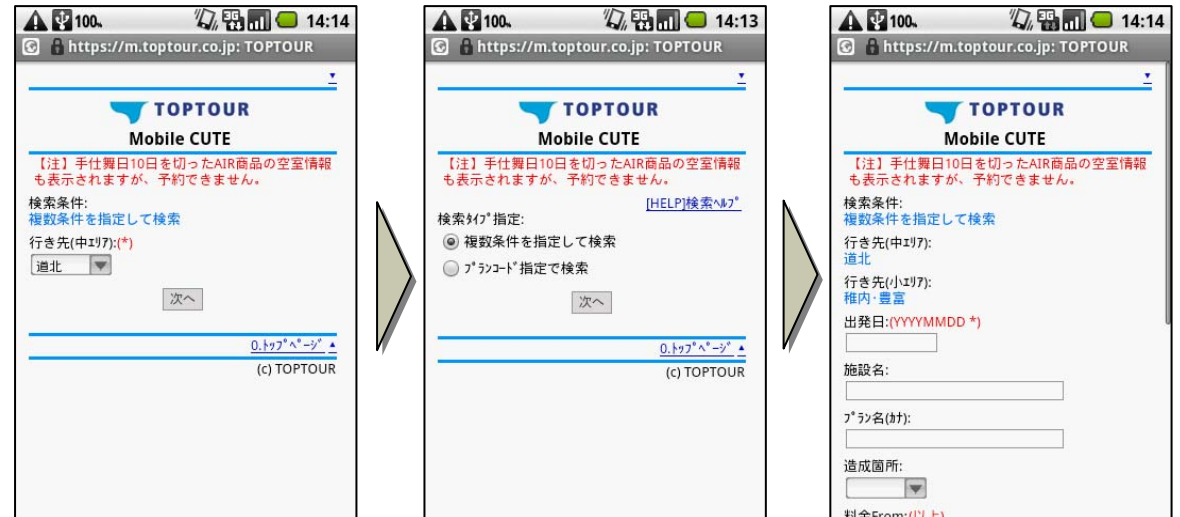 100%
14:14
https://m.toptour.co.jp: TOPTOUR
▼
TOPTOUR
Mobile CUTE
【注】手仕舞日10日を切ったAIR商品の空室情報
も表示されますが、予約できません。
検索条件:
複数条件を指定して検索
行き先(中ｴﾘｱ):(*)
道北
次へ
0.ﾄｯﾌﾟﾍﾟｰｼﾞ ▲
(c) TOPTOUR
100%
3G
14:13
https://m.toptour.co.jp: TOPTOUR
▼
TOPTOUR
Mobile CUTE
【注】手仕舞日10日を切ったAIR商品の空室情報
も表示されますが、予約できません。
[HELP]検索ﾍﾙﾌﾟ
検索ﾀｲﾌﾟ指定:
複数条件を指定して検索
ﾌﾟﾗﾝｺｰﾄﾞ指定で検索
次へ
0.ﾄｯﾌﾟﾍﾟｰｼﾞ ▲
(c) TOPTOUR
100%
3G
14:14
https://m.toptour.co.jp: TOPTOUR
▼
TOPTOUR
Mobile CUTE
【注】手仕舞日10日を切ったAIR商品の空室情報
も表示されますが、予約できません。
検索条件:
複数条件を指定して検索
行き先(中ｴﾘｱ):
道北
行き先(小ｴﾘｱ):
稚内･豊富
出発日:(YYYYMMDD *)
施設名:
ﾌﾟﾗﾝ名(ｶﾅ):
造成箇所:
料金From:(以上)